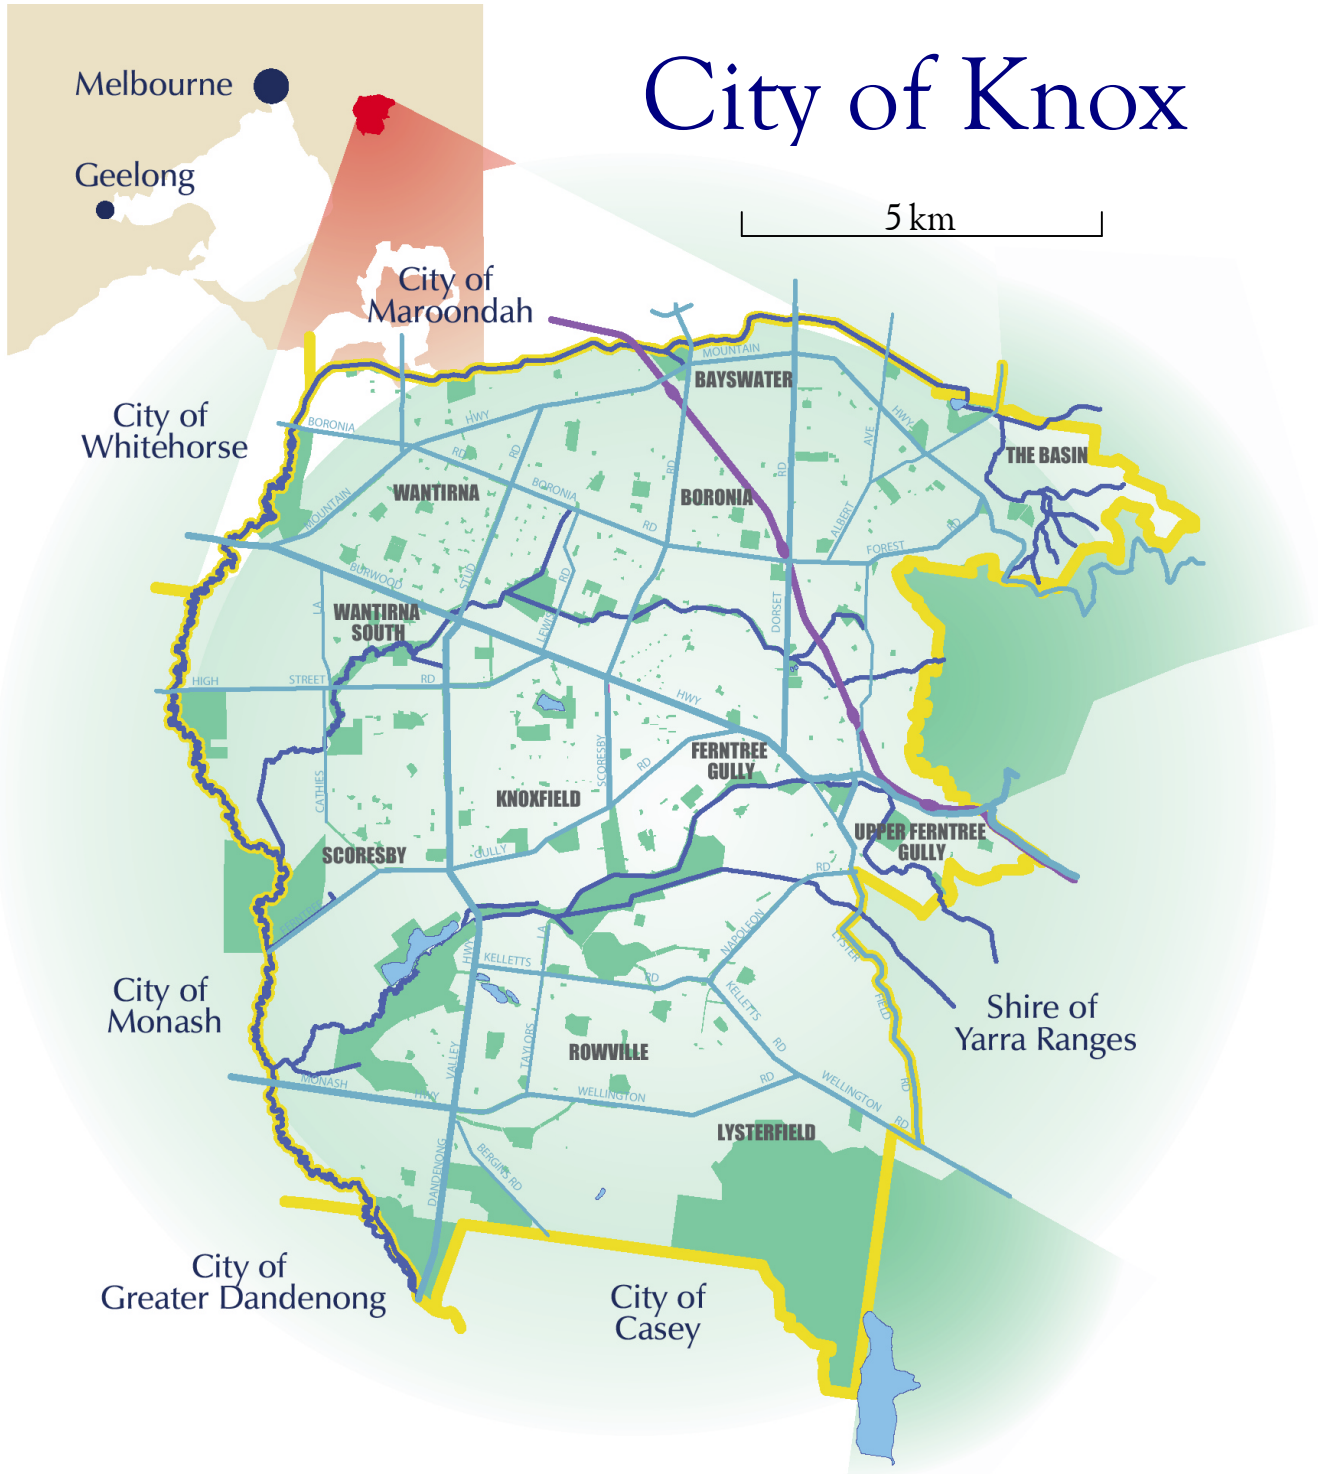 City of Knox
Melbourne
Geelong
5 km
City of
Maroondah
MOUNTAIN
BAYSWATER
City of
Whitehorse
BORONIA
HWY
HWY
AVE
RD
RD
THE BASIN
RD
RD
WANTIRNA
BORONIA
BORONIA
MOUNTAIN
RD
ALBERT
RD
FOREST
BURWOOD
STUD
RD
LA
WANTIRNA
SOUTH
LEWIS
DORSET
HIGH
STREET
RD
HWY
FERNTREE
GULLY
SCORESBY
RD
CATHIES
KNOXFIELD
UPPER FERNTREE
GULLY
SCORESBY
GULLY
RD
FERNTREE
NAPOLEON
LA
HWY
KELLETTS
RD
LYSTER
FIELD
RD
City of
Monash
KELLETTS
RD
Shire of
Yarra Ranges
TAYLORS
ROWVILLE
VALLEY
MONASH
HWY
WELLINGTON
RD
WELLINGTON
RD
LYSTERFIELD
DANDENONG
BERGINS RD
City of
Greater Dandenong
City of
Casey